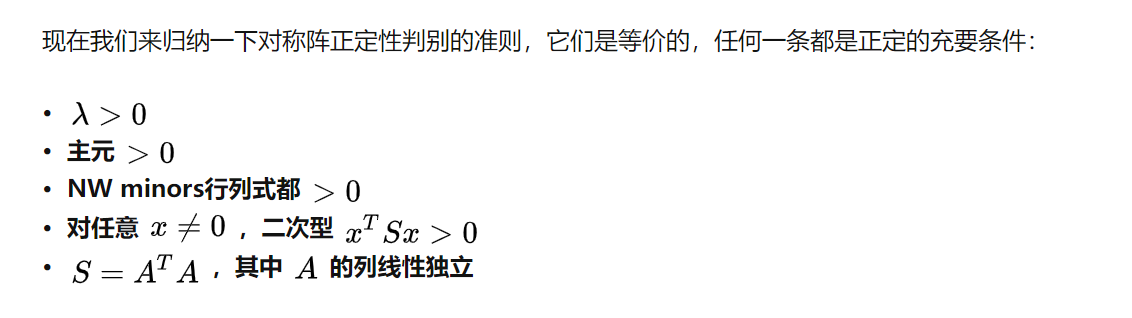 现在我们来归纳一下对称阵正定性判别的准则，它们是等价的，任何一条都是正定的充要条件：
• λ > 0
• 主元 > 0
• NW minors行列式都 > 0
• 对任意 x ≠ 0 ，二次型 x^T Sx > 0
• S = A^T A ，其中 A 的列线性独立